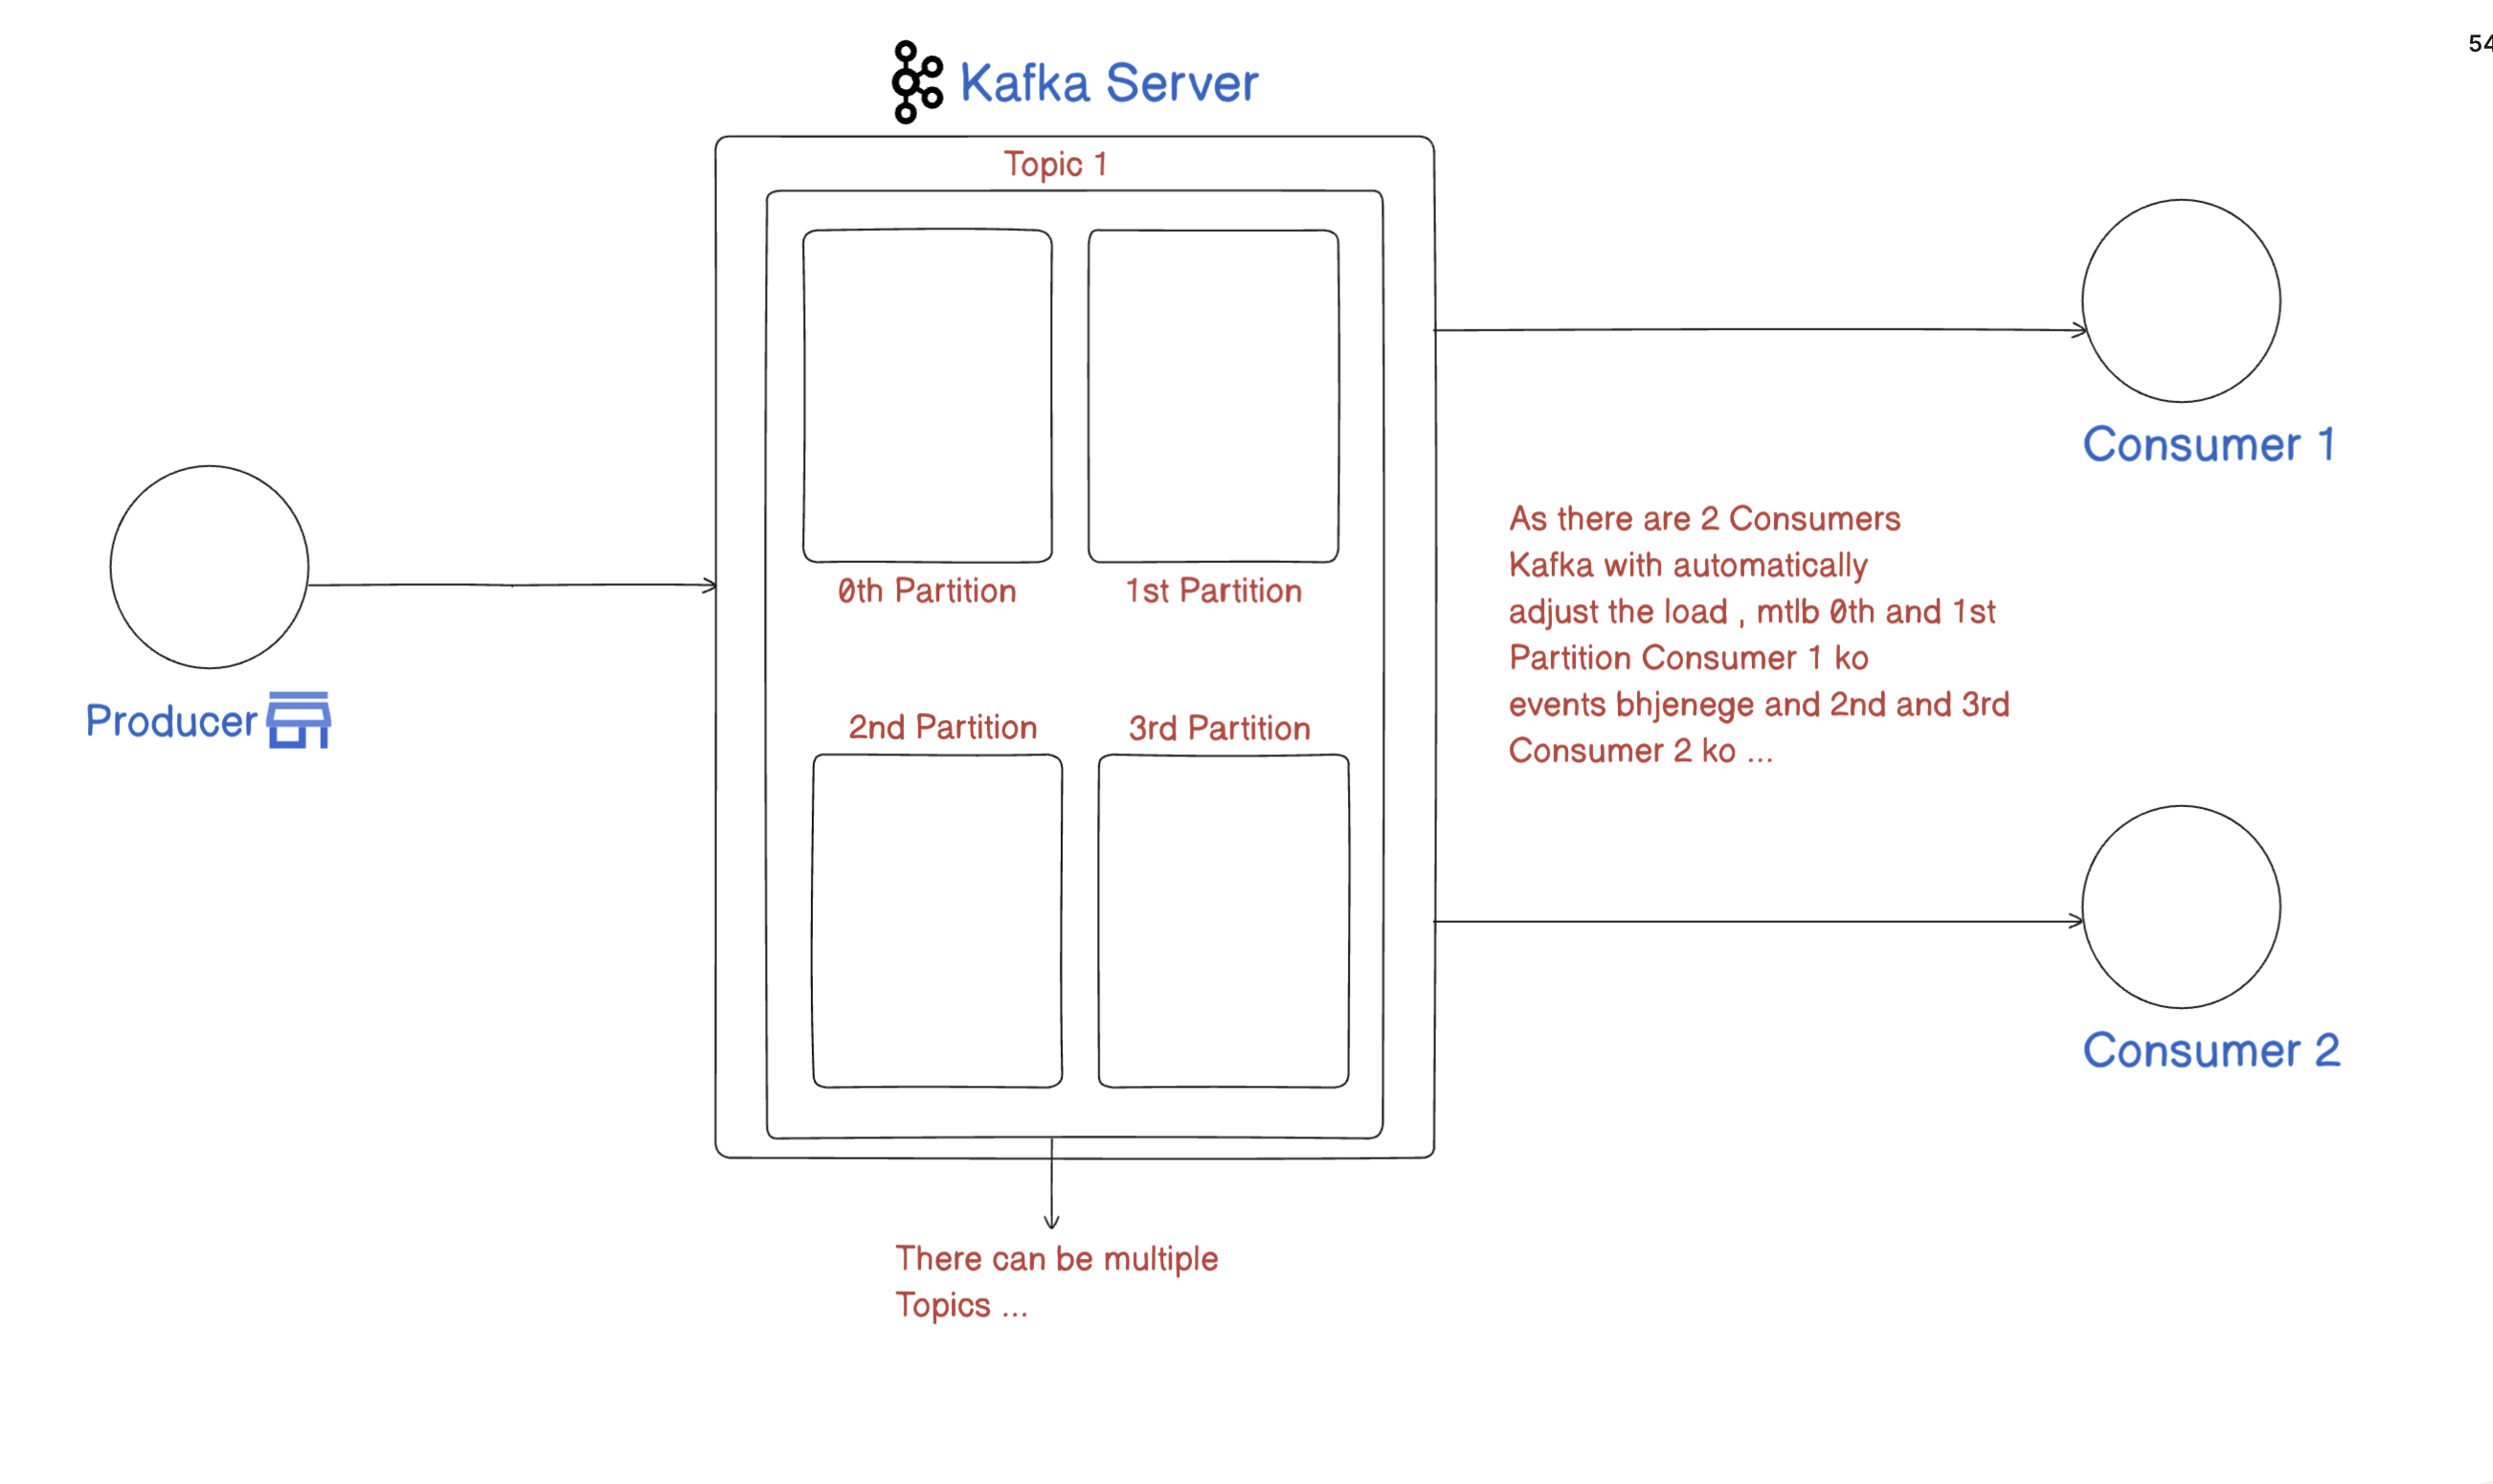 54
Kafka Server
Topic 1
0th Partition
1st Partition
2nd Partition
3rd Partition
Producer
Consumer 1
As there are 2 Consumers
Kafka with automatically
adjust the load , mtlb 0th and 1st
Partition Consumer 1 ko
events bhjenege and 2nd and 3rd
Consumer 2 ko ...
Consumer 2
There can be multiple
Topics ...